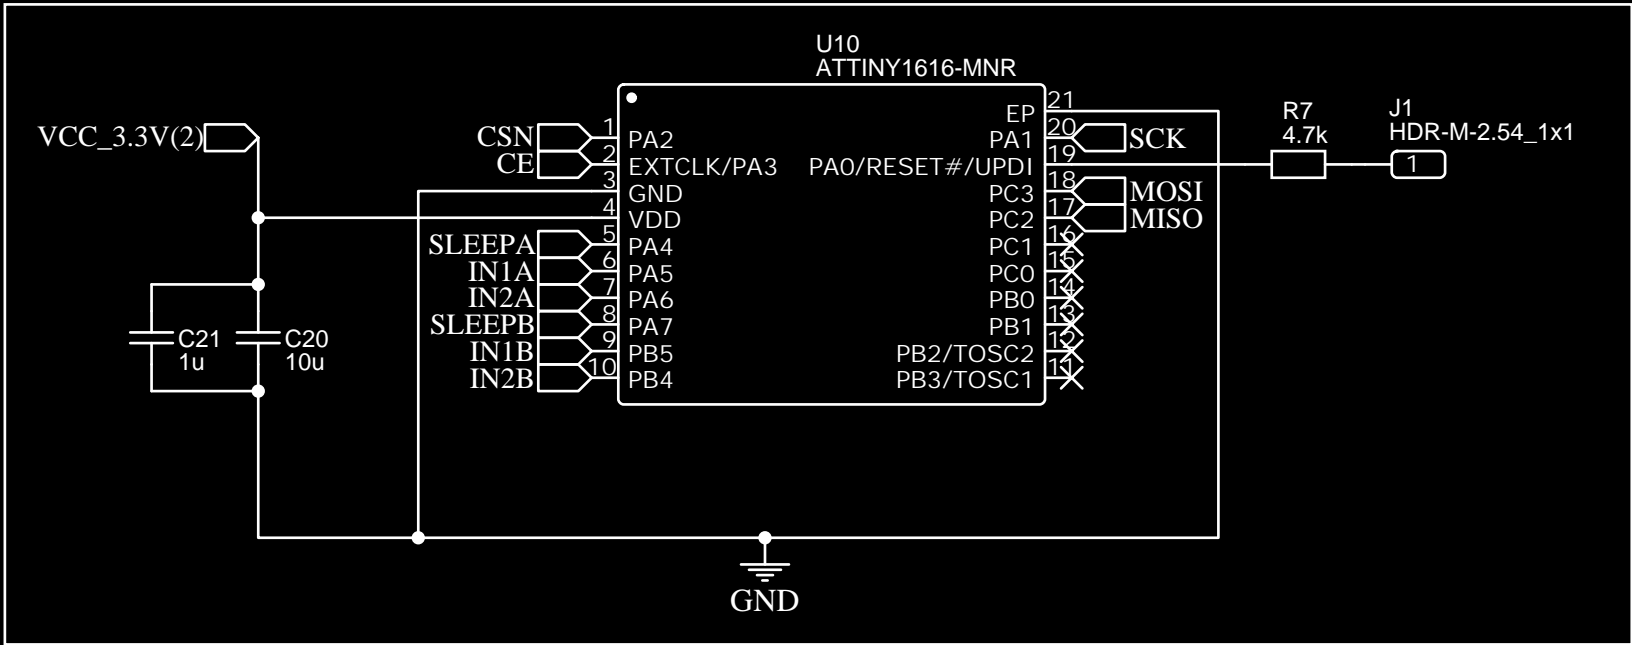 U10
ATTINY1616-MNR
VCC_3.3V(2)
CSN
CE
SLEEPA
IN1A
IN2A
SLEEPB
IN1B
IN2B
1
2
3
4
5
6
7
8
9
10
PA2
EXTCLK/PA3
GND
VDD
PA4
PA5
PA6
PA7
PB5
PB4
EP
PA1
PA0/RESET#/UPDI
PC3
PC2
PC1
PC0
PB0
PB1
PB2/TOSC2
PB3/TOSC1
21
20
19
18
17
16
15
14
13
12
11
SCK
MOSI
MISO
R7
4.7k
J1
HDR-M-2.54_1x1
1
C21
1u
C20
10u
GND